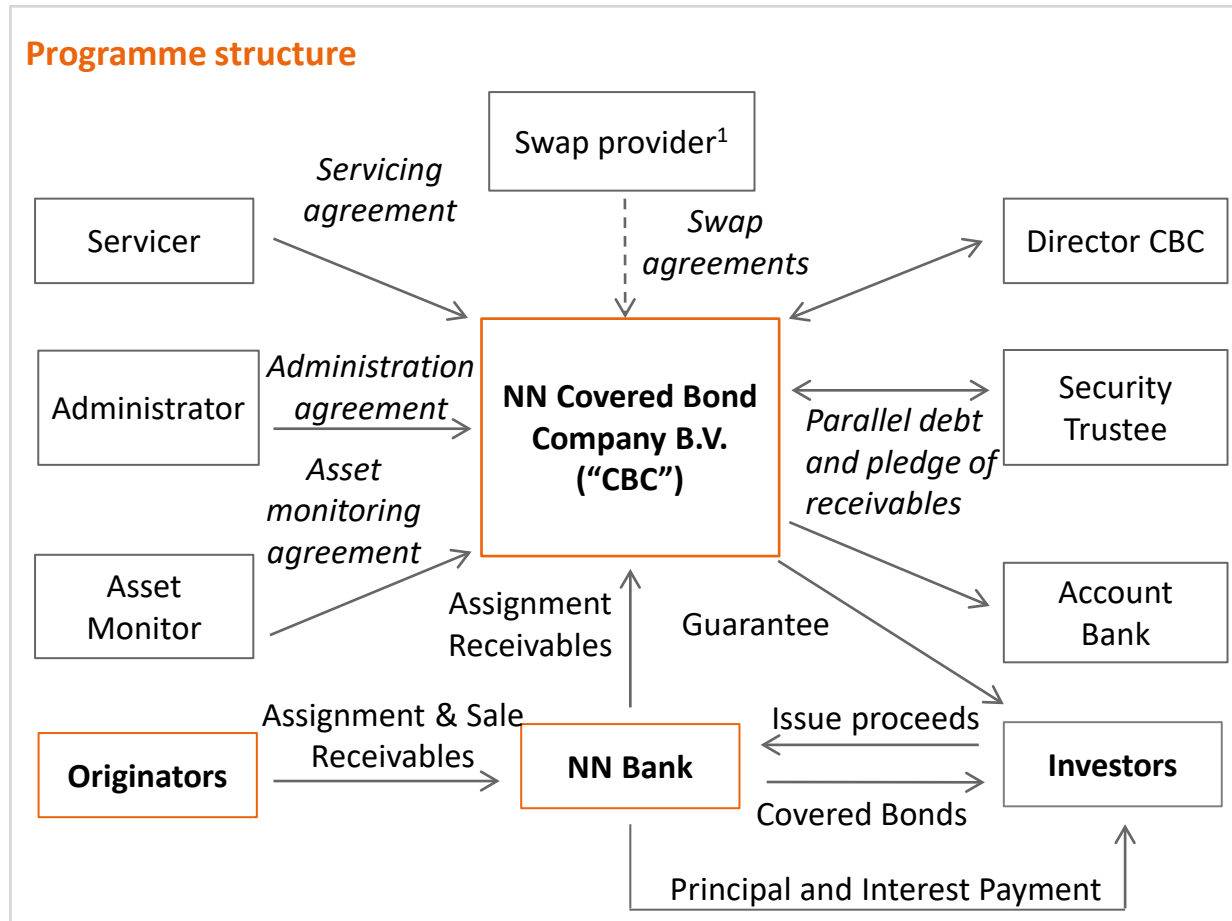 Programme structure
Swap provider¹
Servicing
agreement
Swap
agreements
Servicer
Director CBC
Administration
agreement
Administrator
NN Covered Bond
Company B.V.
(“CBC”)
Security
Trustee
Parallel debt
and pledge of
receivables
Asset
monitoring
agreement
Asset
Monitor
Assignment
Receivables
Guarantee
Account
Bank
Assignment & Sale
Receivables
Issue proceeds
Originators
NN Bank
Investors
Covered Bonds
Principal and Interest Payment